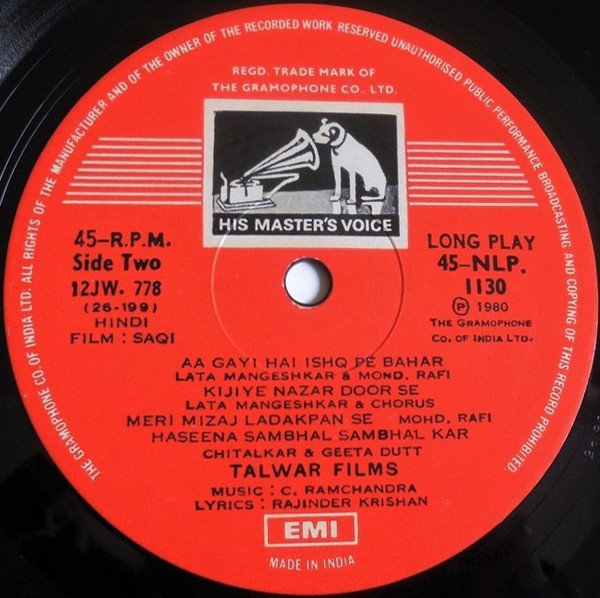 THE GRAMOPHONE CO. OF INDIA LTD. ALL RIGHTS OF THE MANUFACTURER AND OF THE OWNER OF THE RECORDED WORK RESERVED UNAUTHORISED PUBLIC PERFORMANCE BROADCASTING AND COPYING OF THIS RECORD PROHIBITED.
REGD. TRADE MARK OF
THE GRAMOPHONE CO. LTD.
HIS MASTER'S VOICE
45-R.P.M.
Side Two
12JW. 778
(26-199)
HINDI
FILM : SAQI
LONG PLAY
45-NLP.
1130
Ⓟ 1980
THE GRAMOPHONE
CO. OF INDIA LTD.
AA GAYI HAI ISHQ PE BAHAR
LATA MANGESHKAR & MOND. RAFI
KIJIYE NAZAR DOOR SE
LATA MANGESHKAR & CHORUS
MERI MIZAJ LADAKPAN SE MOHD. RAFI
HASEENA SAMBHAL SAMBHAL KAR
CHITALKAR & GEETA DUTT
TALWAR FILMS
MUSIC : C. RAMCHANDRA
LYRICS : RAJINDER KRISHAN
EMI
MADE IN INDIA